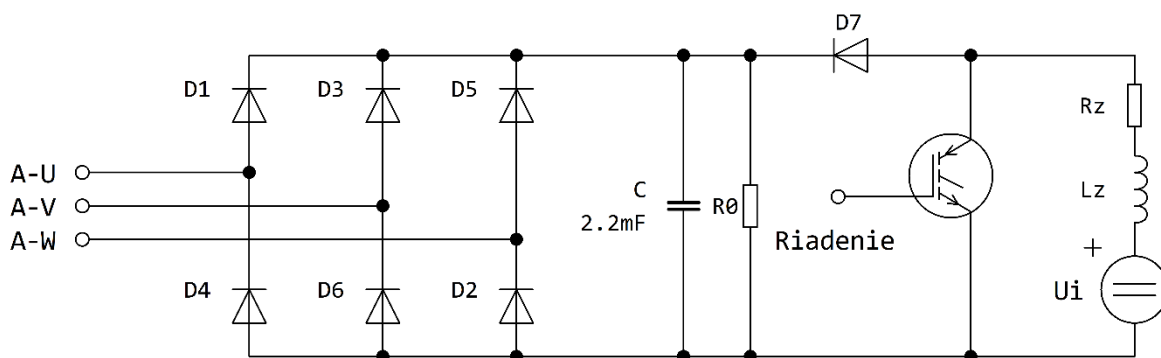 D7
D1
D3
D5
Rz
A-U
A-V
A-W
C
2.2mF
R0
Riadenie
Lz
+
Ui
D4
D6
D2